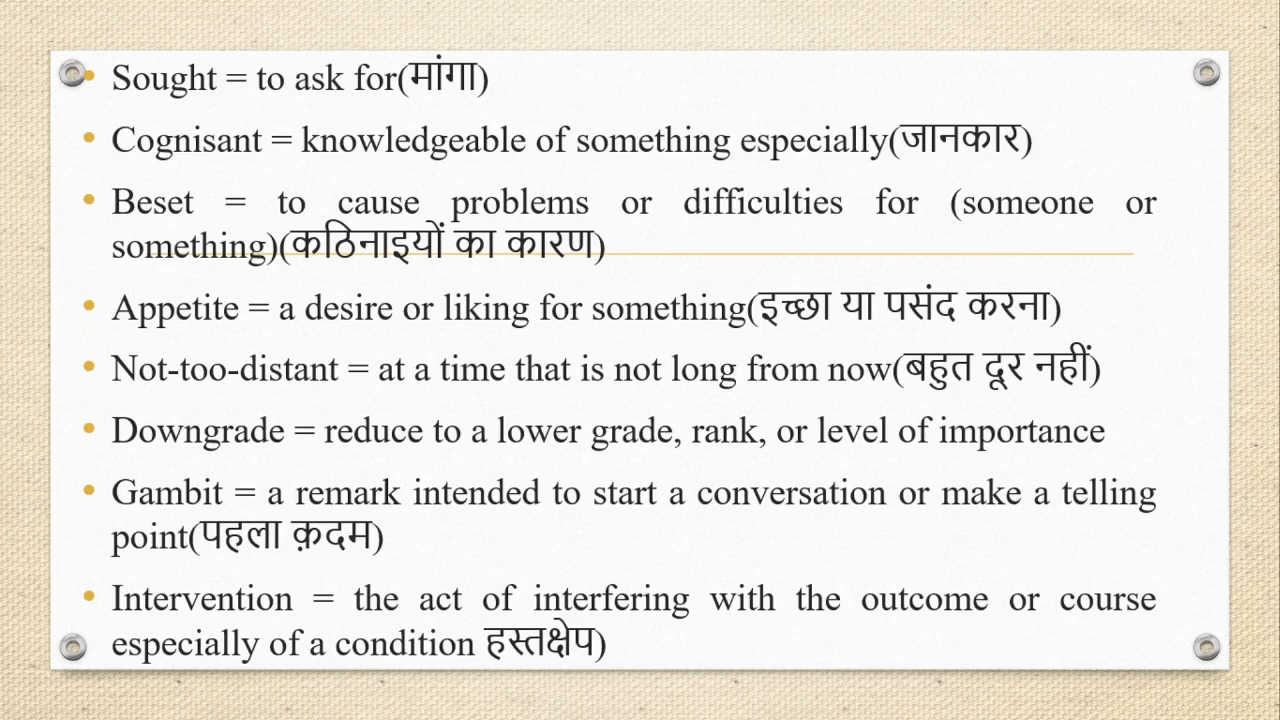 • Sought = to ask for(मांगा)
• Cognisant = knowledgeable of something especially(जानकार)
• Beset = to cause problems or difficulties for (someone or
something)(कठिनाइयों का कारण)
• Appetite = a desire or liking for something(इच्छा या पसंद करना)
• Not-too-distant = at a time that is not long from now(बहुत दूर नहीं)
• Downgrade = reduce to a lower grade, rank, or level of importance
• Gambit = a remark intended to start a conversation or make a telling
point(पहला क़दम)
• Intervention = the act of interfering with the outcome or course
especially of a condition हस्तक्षेप)